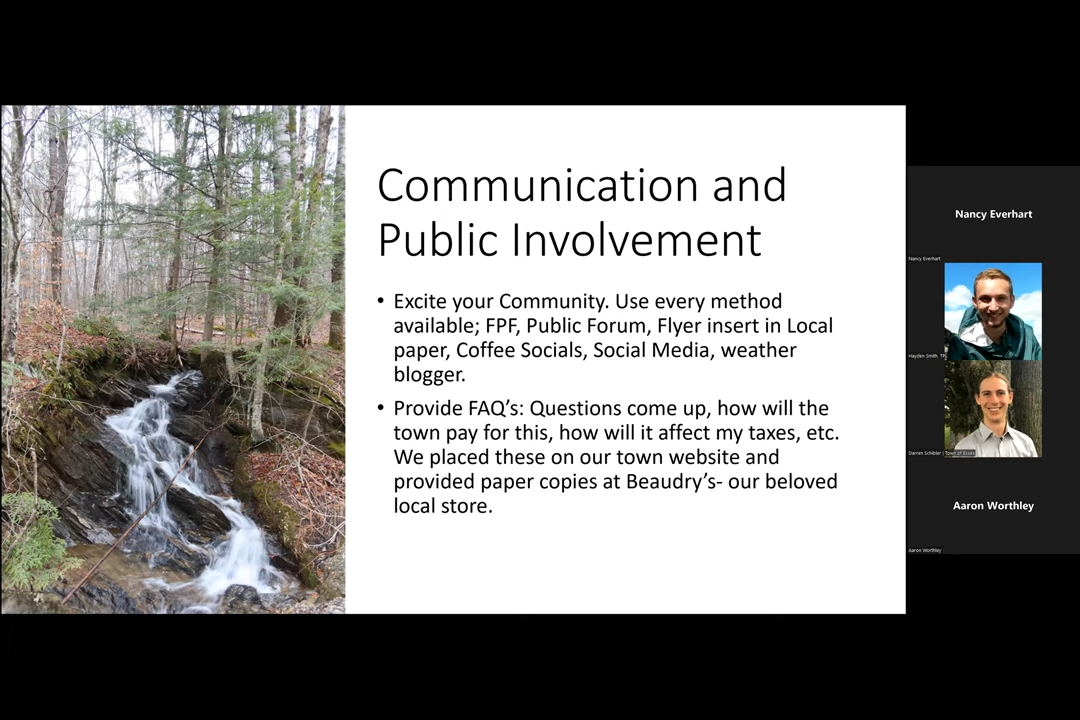 Communication and
Public Involvement
• Excite your Community. Use every method
available; FPF, Public Forum, Flyer insert in Local
paper, Coffee Socials, Social Media, weather
blogger.
• Provide FAQ’s: Questions come up, how will the
town pay for this, how will it affect my taxes, etc.
We placed these on our town website and
provided paper copies at Beaudry’s- our beloved
local store.
Nancy Everhart
Nancy Everhart
Hayden Smith,
Darren Schibler | Town of Essex
Aaron Worthley
Aaron Worthley